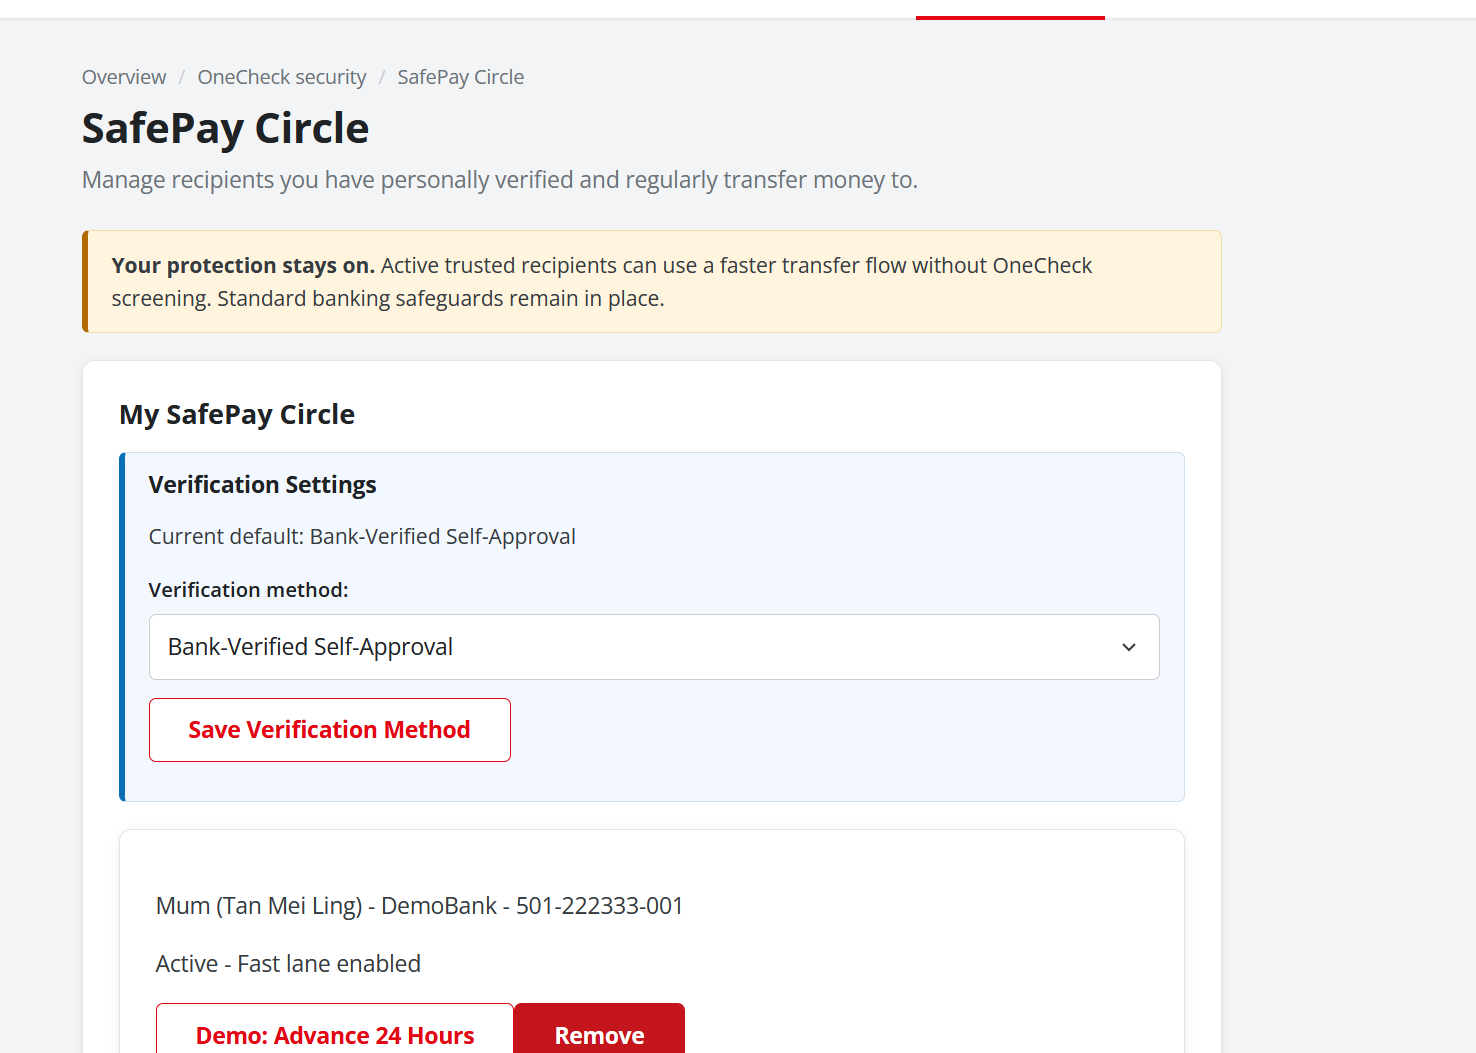 Overview / OneCheck security / SafePay Circle
SafePay Circle
Manage recipients you have personally verified and regularly transfer money to.
Your protection stays on. Active trusted recipients can use a faster transfer flow without OneCheck
screening. Standard banking safeguards remain in place.
My SafePay Circle
Verification Settings
Current default: Bank-Verified Self-Approval
Verification method:
Bank-Verified Self-Approval
Save Verification Method
Mum (Tan Mei Ling) - DemoBank - 501-222333-001
Active - Fast lane enabled
Demo: Advance 24 Hours
Remove